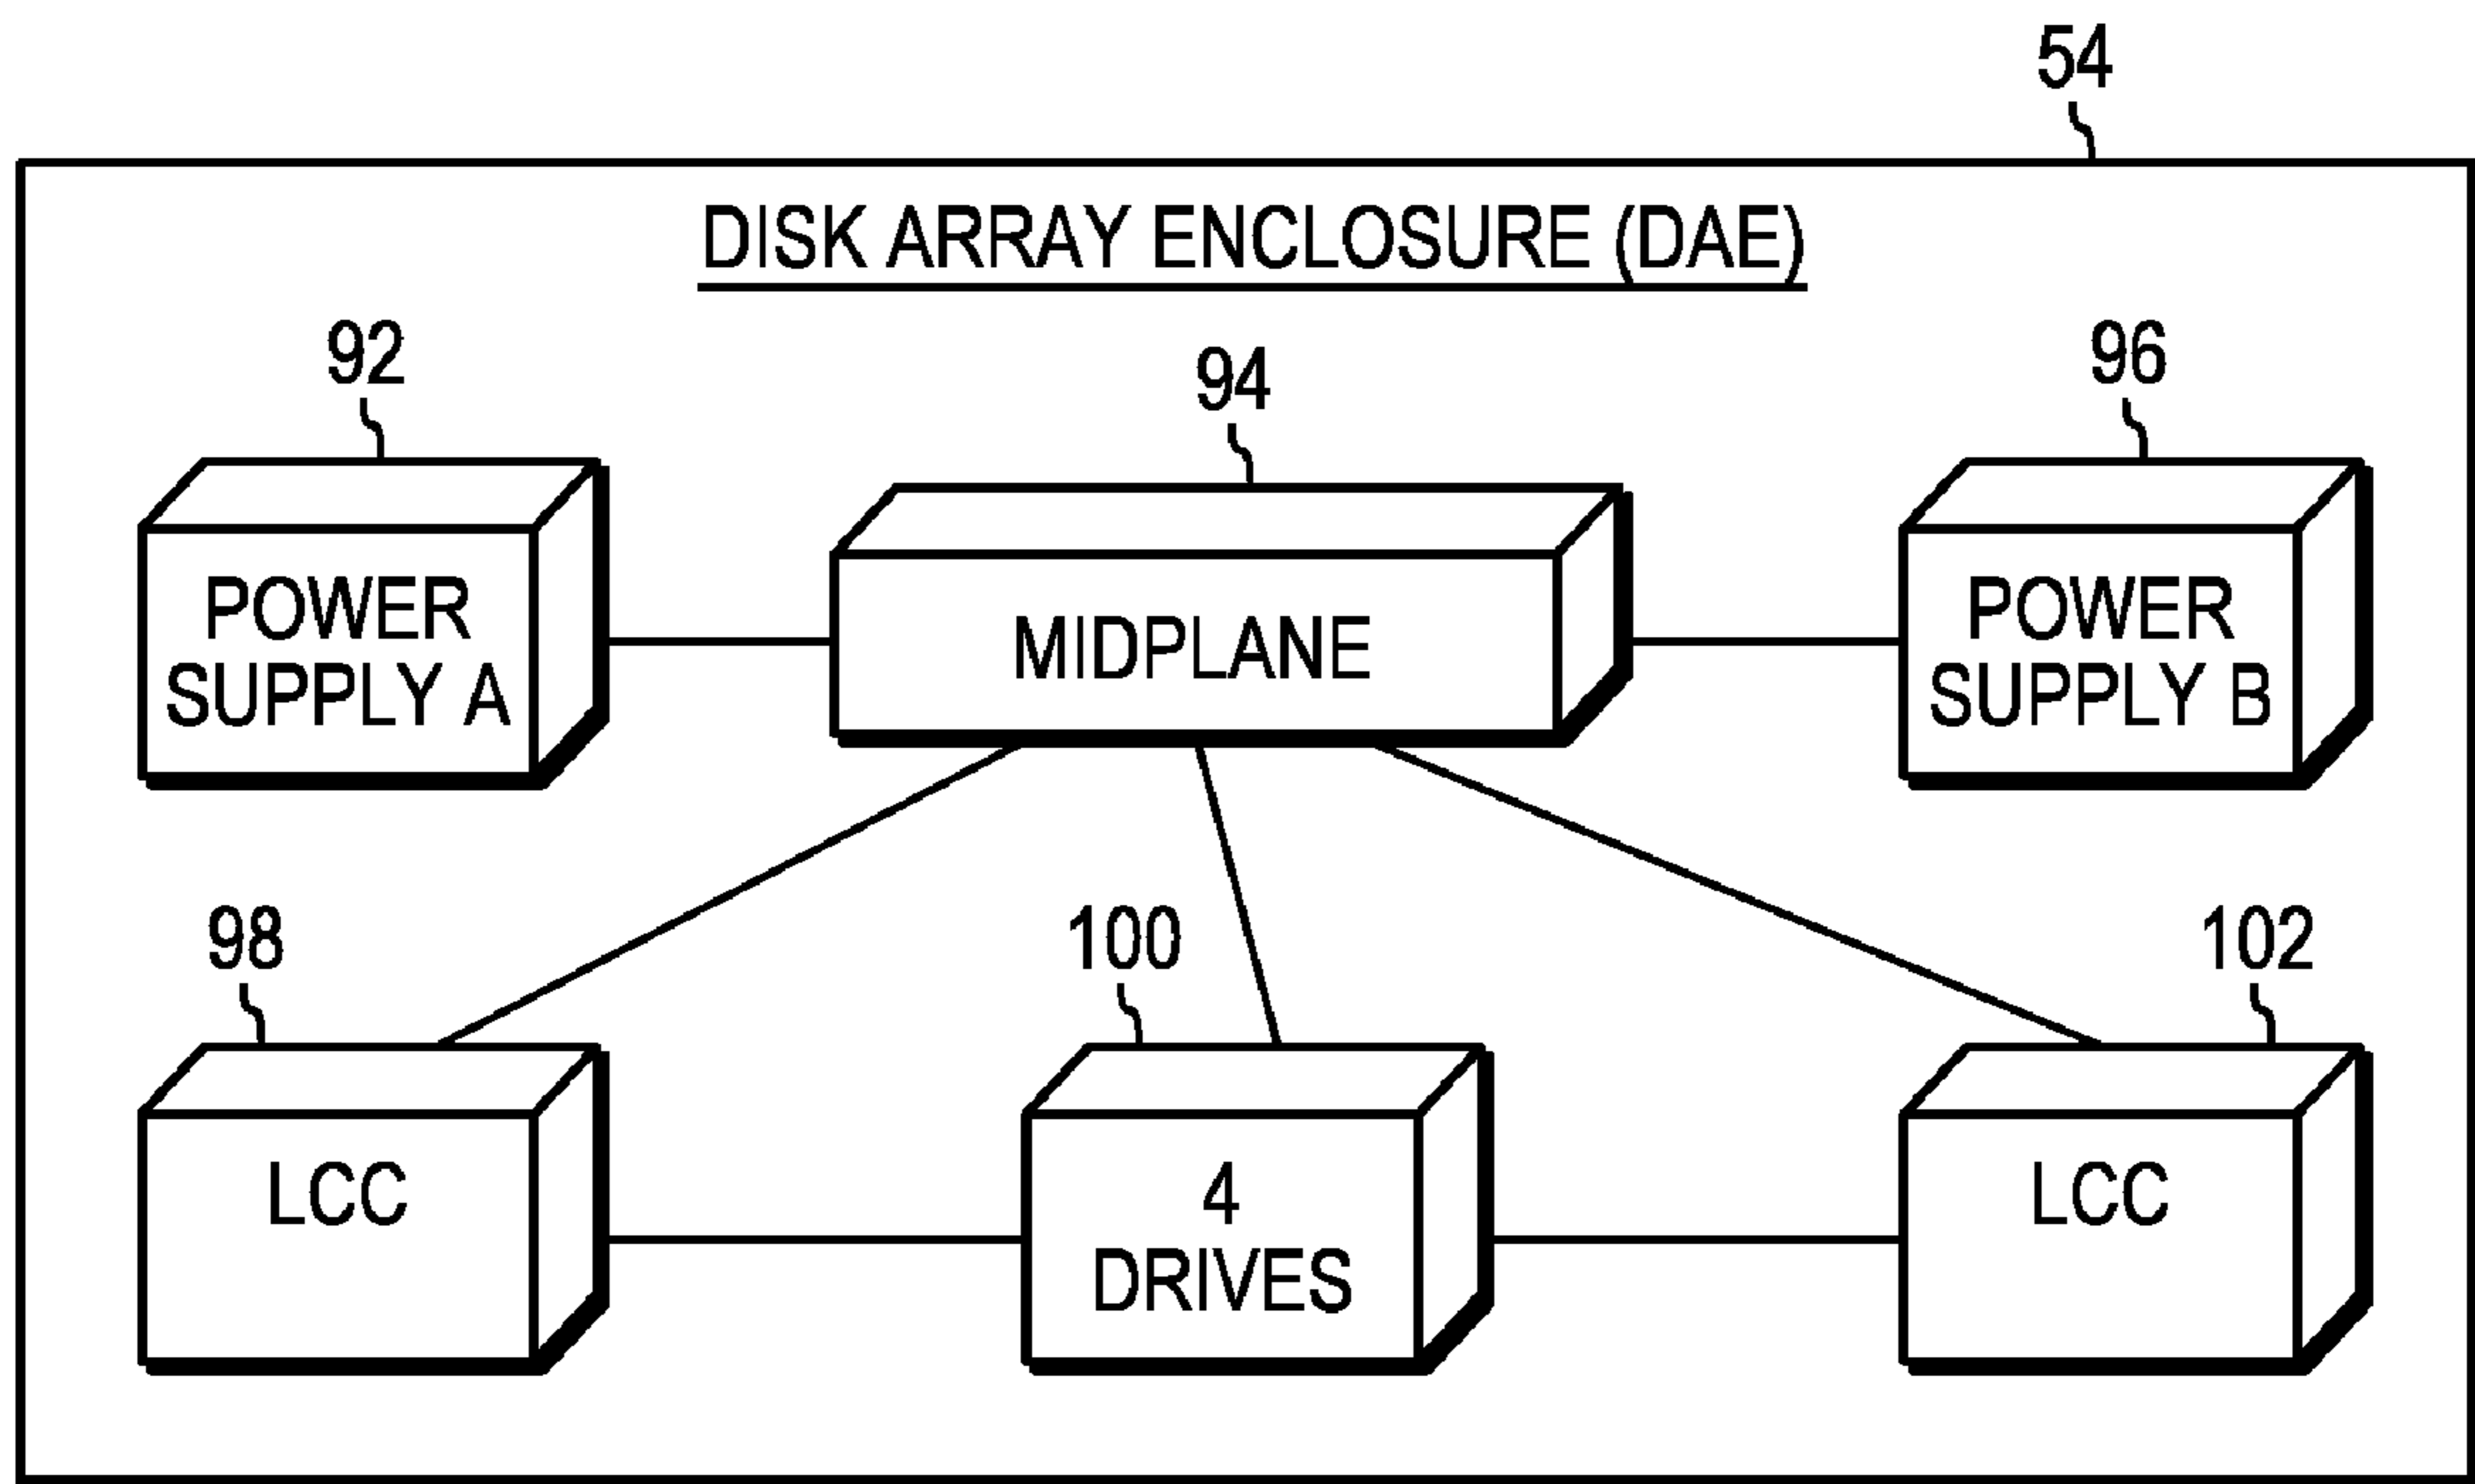 54
DISK ARRAY ENCLOSURE (DAE)
92
94
96
POWER
SUPPLY A
MIDPLANE
POWER
SUPPLY B
98
100
102
LCC
4
DRIVES
LCC